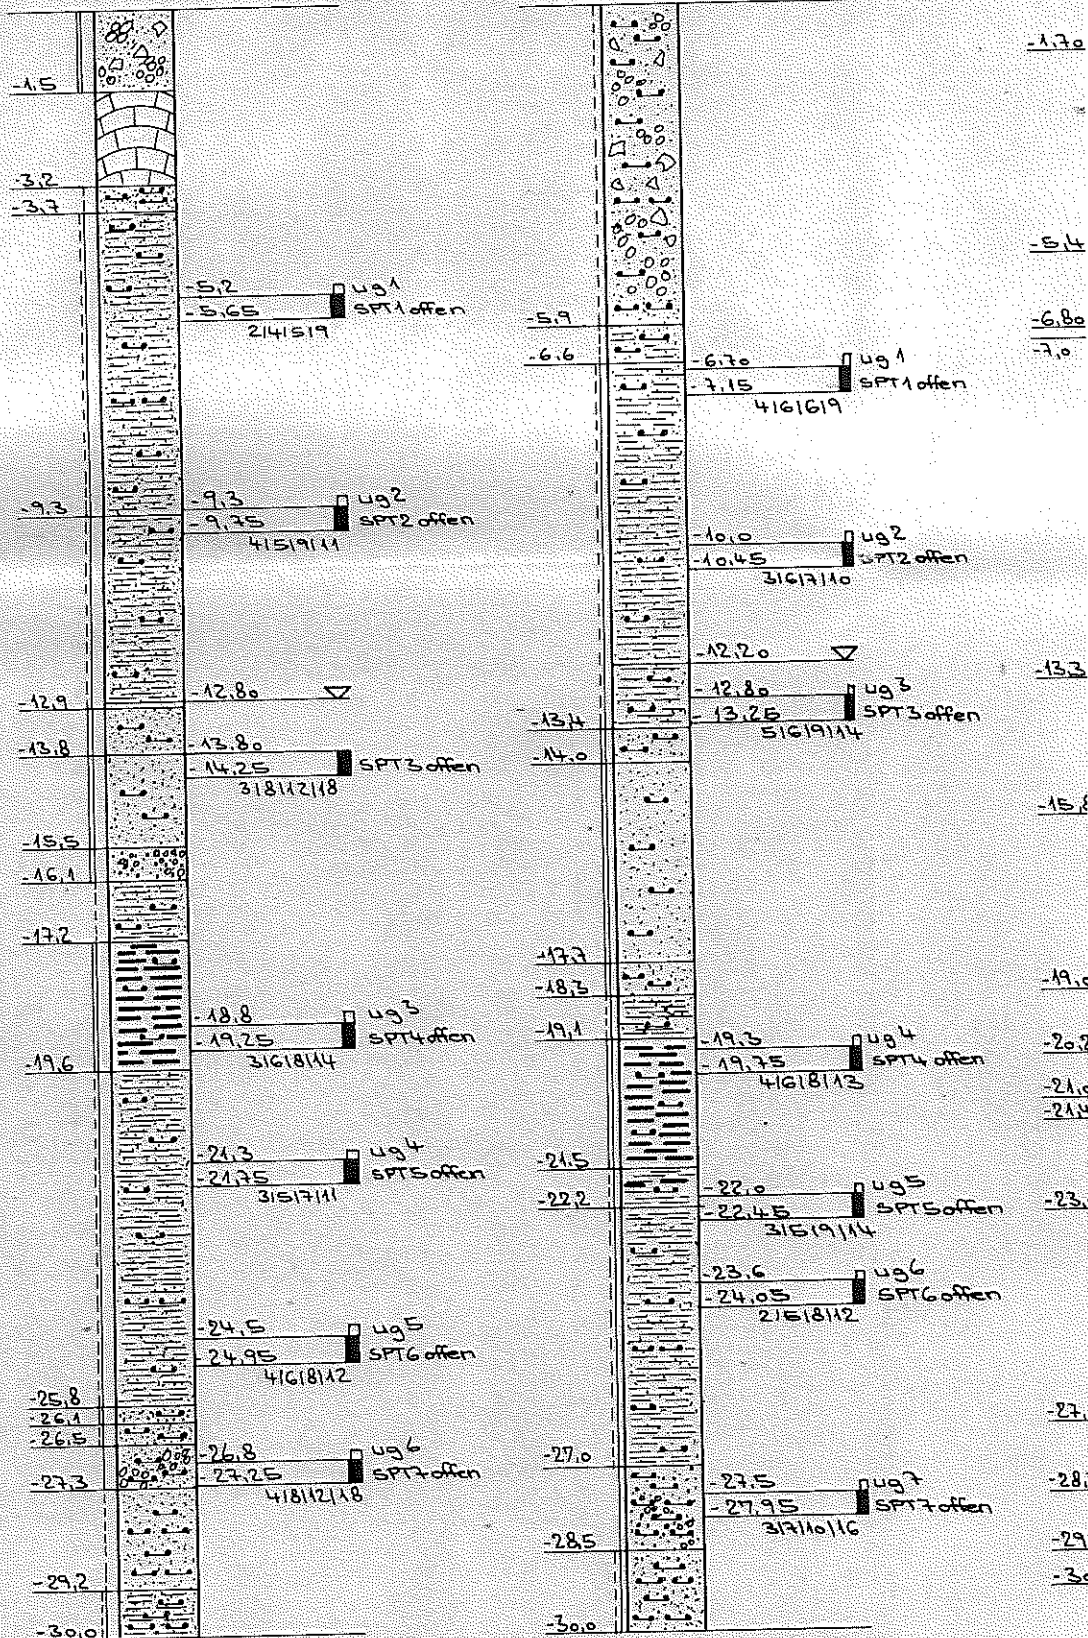 -1,5
-3,2
-3,7
-5,2 ug1
-5,65 SPT1 offen
2/4/5/9
-9,3
-9,3 ug2
-9,75 SPT2 offen
4/5/9/11
-12,80
-12,9
-13,8
-13,80
-14,25 SPT3 offen
3/8/12/18
-15,5
-16,1
-17,2
-18,8 ug3
-19,25 SPT4 offen
3/6/8/14
-19,6
-21,3 ug4
-21,75 SPT5 offen
3/5/7/11
-24,5 ug5
-24,95 SPT6 offen
4/6/8/12
-25,8
-26,1
-26,5
-26,8 ug6
-27,25 SPT7 offen
-27,3
4/8/12/18
-29,2
-30,0
-5,9
-6,6
-6,70 ug1
-7,15 SPT1 offen
4/6/6/9
-10,0 ug2
-10,45 SPT2 offen
3/6/7/10
-12,20
-12,80 ug3
-13,25 SPT3 offen
-13,4
5/6/9/14
-14,0
-17,7
-18,3
-19,1
-19,3 ug4
-19,75 SPT4 offen
4/6/8/13
-21,5
-22,0 ug5
-22,2
-22,45 SPT5 offen
3/5/9/14
-23,6 ug6
-24,05 SPT6 offen
-27,0
-27,5 ug7
-27,95 SPT7 offen
3/7/10/16
-28,5
-30,0
-1,70
-5,4
-6,80
-7,0
-13,3